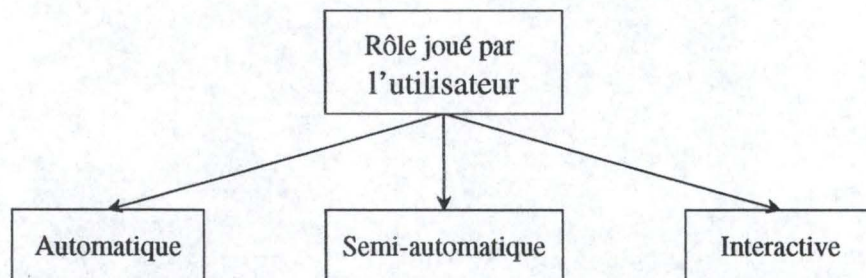 Rôle joué par
l'utilisateur
Automatique
Semi-automatique
Interactive